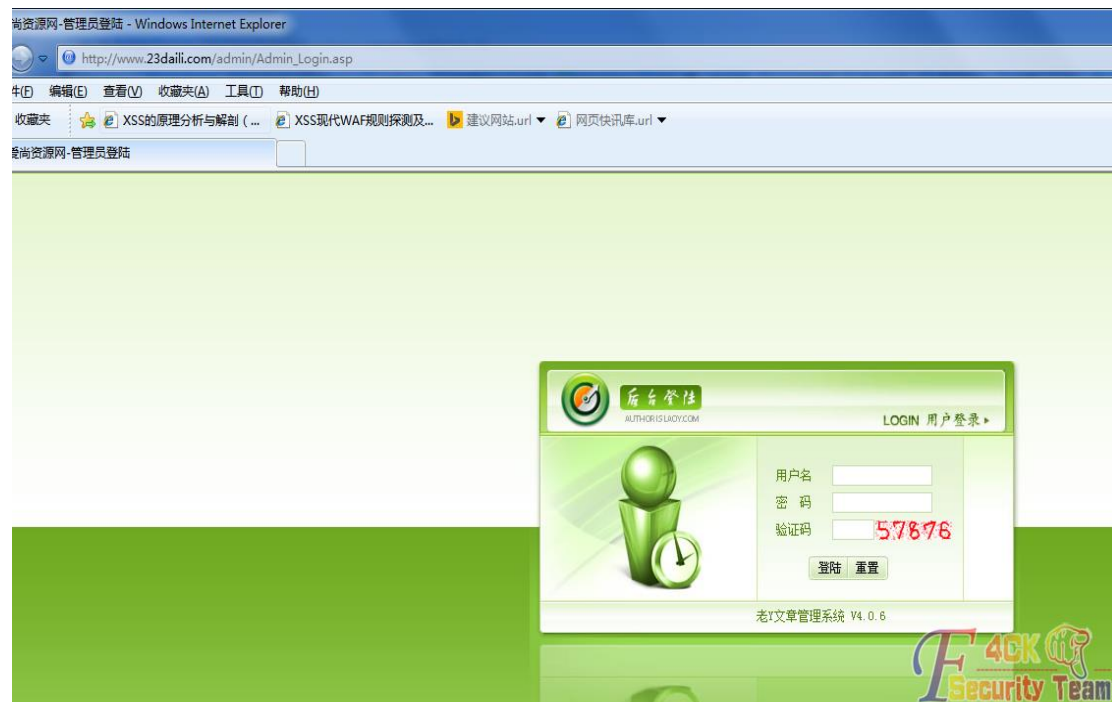 尚资源网-管理员登陆 - Windows Internet Explorer
http://www.23daili.com/admin/Admin_Login.asp
件(F) 编辑(E) 查看(V) 收藏夹(A) 工具(T) 帮助(H)
收藏夹 XSS的原理分析与解剖 ( ... XSS现代WAF规则探测及... 建议网站.url 网页快讯库.url
爱尚资源网-管理员登陆
后台登陆
AUTHOR IS LAOY.COM
LOGIN 用户登录
用户名
密 码
验证码 57876
登陆 重置
老Y文章管理系统 V4.0.6
F4CK
Security Team